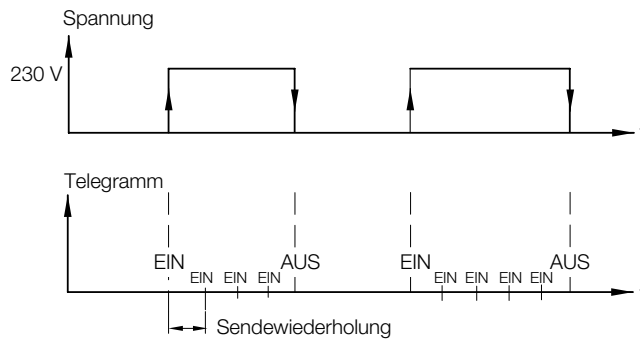 Spannung
230 V
Telegramm
EIN AUS EIN AUS
EIN EIN EIN EIN EIN EIN EIN
Sendewiederholung